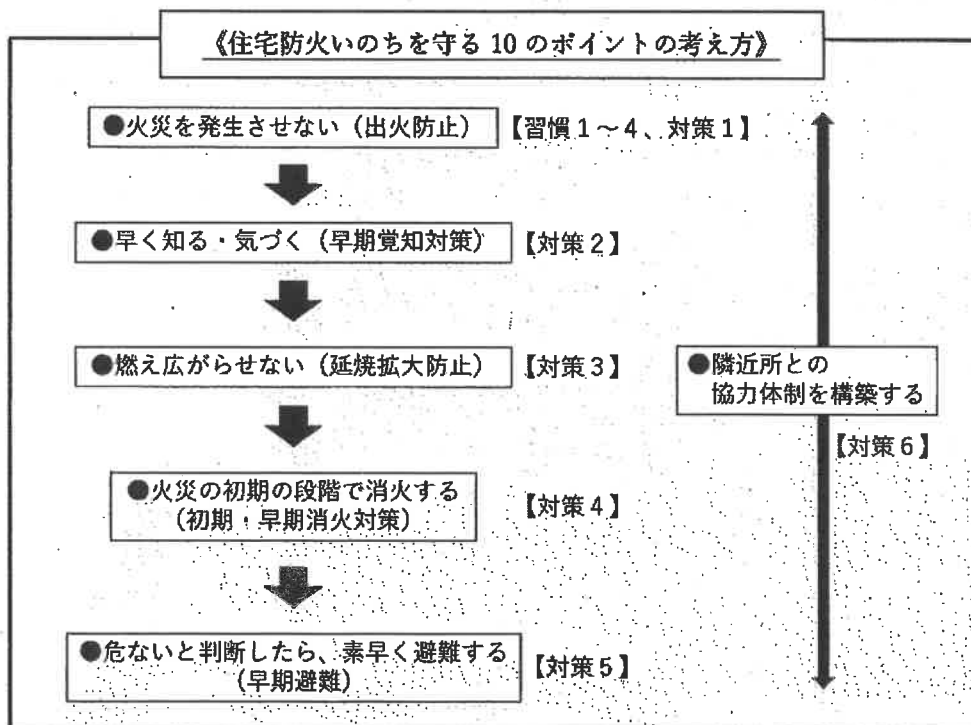 《住宅防火いのちを守る 10 のポイントの考え方》
●火災を発生させない（出火防止）
【習慣1～4、対策1】
●早く知る・気づく（早期覚知対策）
【対策2】
●燃え広がらせない（延焼拡大防止）
【対策3】
●隣近所との
協力体制を構築する
【対策6】
●火災の初期の段階で消火する
（初期・早期消火対策）
【対策4】
●危ないと判断したら、素早く避難する
（早期避難）
【対策5】